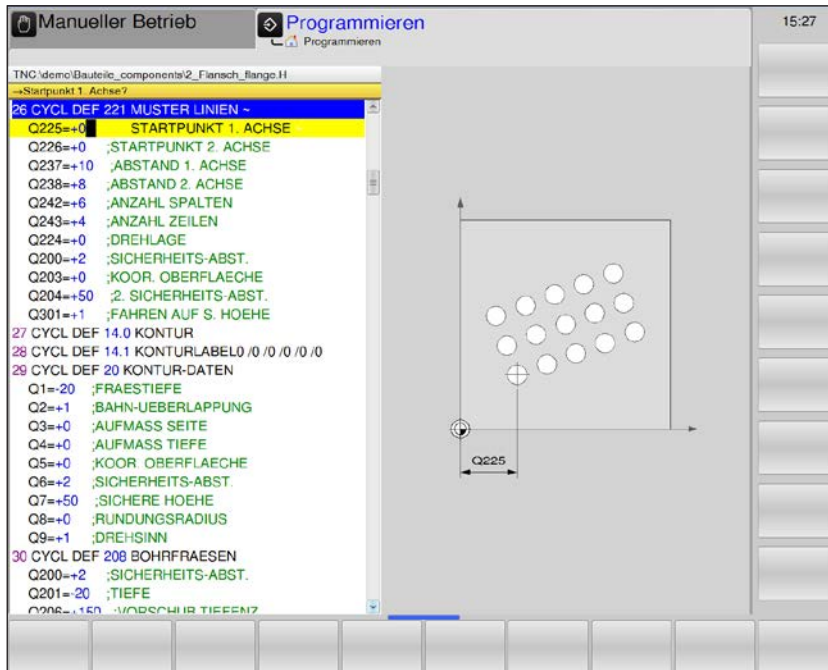 Manueller Betrieb
Programmieren
Programmieren
15:27
TNC:\demo\Bauteile_components\2_Flansch_flange.H
→Startpunkt 1. Achse?
26 CYCL DEF 221 MUSTER LINIEN ~
Q225=+0 STARTPUNKT 1. ACHSE
Q226=+0 ;STARTPUNKT 2. ACHSE
Q237=+10 ;ABSTAND 1. ACHSE
Q238=+8 ;ABSTAND 2. ACHSE
Q242=+6 ;ANZAHL SPALTEN
Q243=+4 ;ANZAHL ZEILEN
Q224=+0 ;DREHLAGE
Q200=+2 ;SICHERHEITS-ABST.
Q203=+0 ;KOOR. OBERFLAECHE
Q204=+50 ;2. SICHERHEITS-ABST.
Q301=+1 ;FAHREN AUF S. HOEHE
27 CYCL DEF 14.0 KONTUR
28 CYCL DEF 14.1 KONTURLABEL0 /0 /0 /0 /0 /0
29 CYCL DEF 20 KONTUR-DATEN
Q1=-20 ;FRAESTIEFE
Q2=+1 ;BAHN-UEBERLAPPUNG
Q3=+0 ;AUFMASS SEITE
Q4=+0 ;AUFMASS TIEFE
Q5=+0 ;KOOR. OBERFLAECHE
Q6=+2 ;SICHERHEITS-ABST.
Q7=+50 ;SICHERE HOEHE
Q8=+0 ;RUNDUNGSRADIUS
Q9=+1 ;DREHSINN
30 CYCL DEF 208 BOHRFRAESEN
Q200=+2 ;SICHERHEITS-ABST.
Q201=-20 ;TIEFE
Q206=+150 ;VORSCHUB TIEFENZ.
Q225